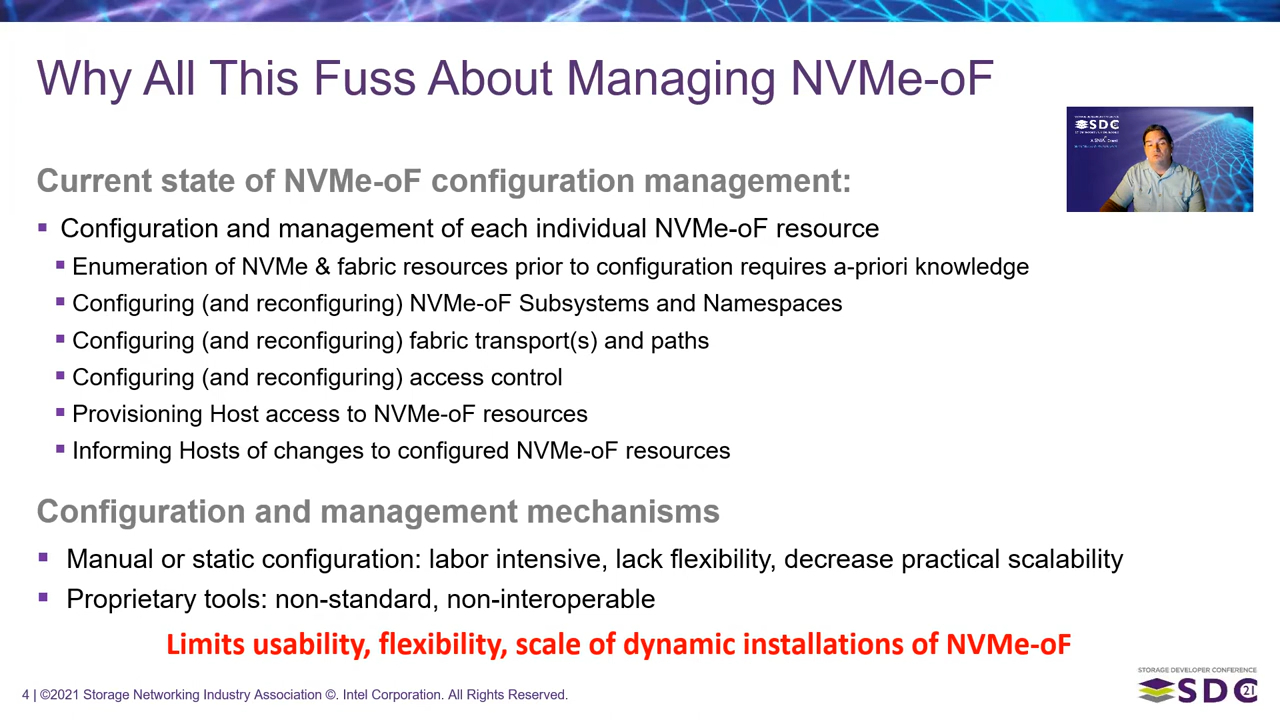 Why All This Fuss About Managing NVMe-oF
SDC
Current state of NVMe-oF configuration management:
Configuration and management of each individual NVMe-oF resource
Enumeration of NVMe & fabric resources prior to configuration requires a-priori knowledge
Configuring (and reconfiguring) NVMe-oF Subsystems and Namespaces
Configuring (and reconfiguring) fabric transport(s) and paths
Configuring (and reconfiguring) access control
Provisioning Host access to NVMe-oF resources
Informing Hosts of changes to configured NVMe-oF resources
Configuration and management mechanisms
Manual or static configuration: labor intensive, lack flexibility, decrease practical scalability
Proprietary tools: non-standard, non-interoperable
Limits usability, flexibility, scale of dynamic installations of NVMe-oF
4 | ©2021 Storage Networking Industry Association ©. Intel Corporation. All Rights Reserved.
STORAGE DEVELOPER CONFERENCE
SDC 21